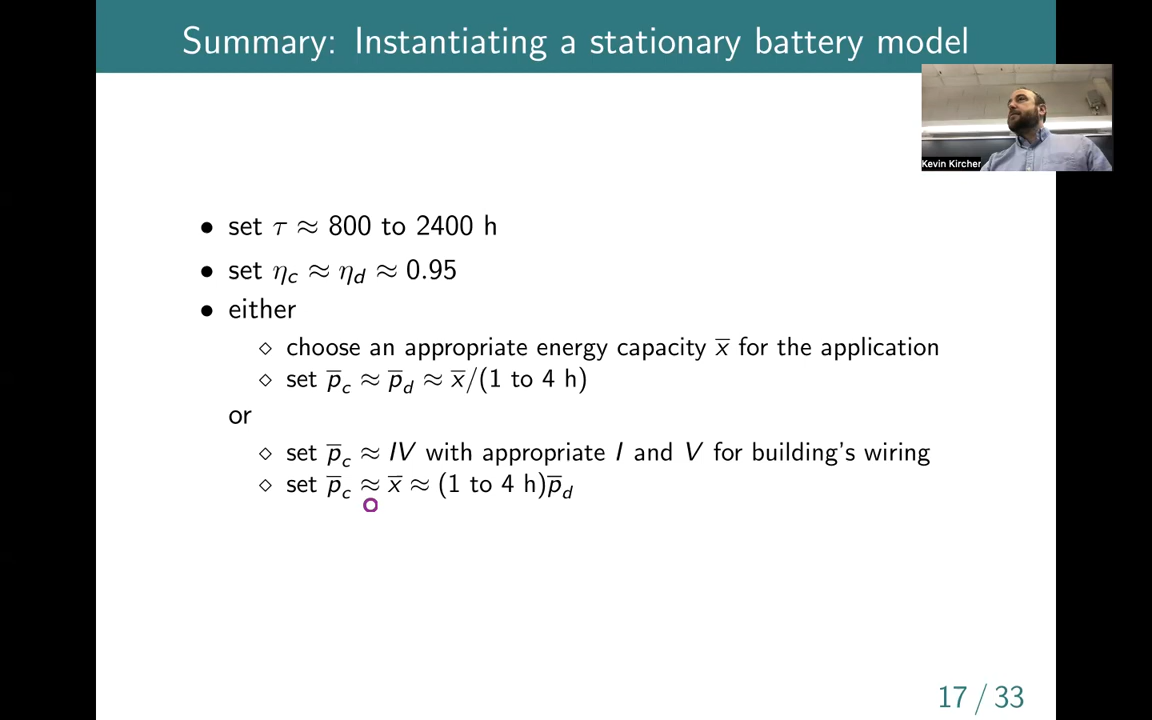 Summary: Instantiating a stationary battery model
Kevin Kircher
• set τ ≈ 800 to 2400 h
• set η_c ≈ η_d ≈ 0.95
• either
⋄ choose an appropriate energy capacity x̅ for the application
⋄ set p̅_c ≈ p̅_d ≈ x̅/(1 to 4 h)
or
⋄ set p̅_c ≈ IV with appropriate I and V for building's wiring
⋄ set p̅_c ≈ x̅ ≈ (1 to 4 h)p̅_d
17 / 33